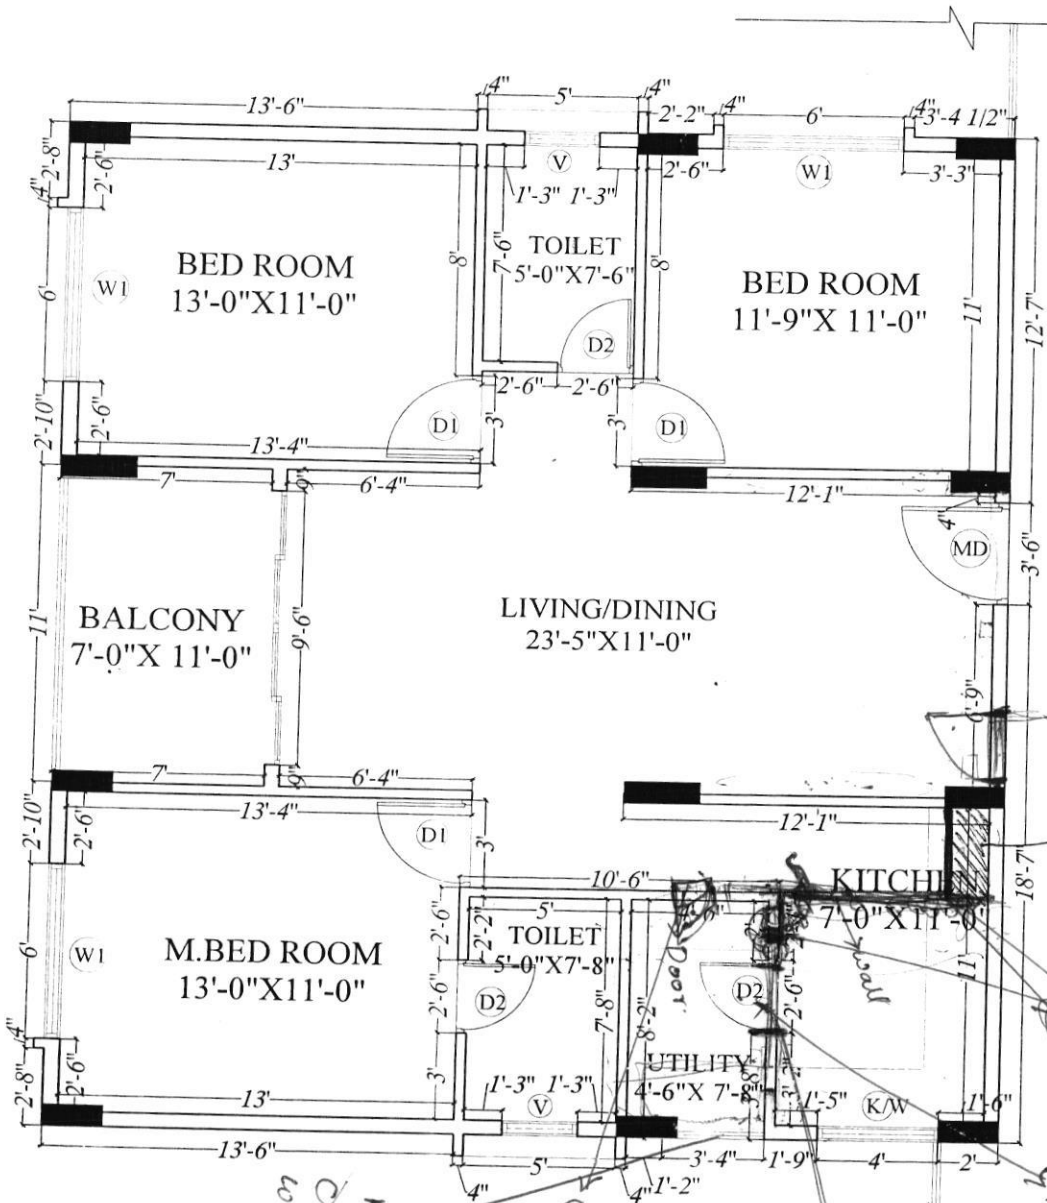 4"
5'
4"
13'-6"
2'-2"
4"
6'
4"
3'-4 1/2"
2'-8"
2'-6"
13'
V
2'-6"
W1
3'-3"
4"
1'-3"
1'-3"
BED ROOM
13'-0"X11'-0"
8'
7'-6"
TOILET
5'-0"X7'-6"
8'
BED ROOM
11'-9"X 11'-0"
11'
12'-7"
6'
W1
D2
2'-6"
2'-6"
2'-10"
2'-6"
13'-4"
D1
3'
3'
D1
7'
9"
6'-4"
12'-1"
4"
MD
3'-6"
BALCONY
7'-0"X 11'-0"
11'
9'-6"
LIVING/DINING
23'-5"X11'-0"
6'-9"
7'
9"
6'-4"
2'-10"
2'-6"
13'-4"
D1
3'
12'-1"
10'-6"
KITCHEN
7'-0"X11'-0"
18'-7"
11'
6'
W1
M.BED ROOM
13'-0"X11'-0"
2'-6"
2'-2"
5'
TOILET
5'-0"X7'-8"
Door
wall
2'-6"
D2
7'-8"
8'-2"
D2
2'-6"
4"
2'-8"
2'-6"
3'
UTILITY
4'-6"X 7'-8"
13'
1'-3"
1'-3"
V
1'-5"
K/W
1'-6"
13'-6"
4"
5'
4"
1'-2"
3'-4"
1'-9"
4'
2'